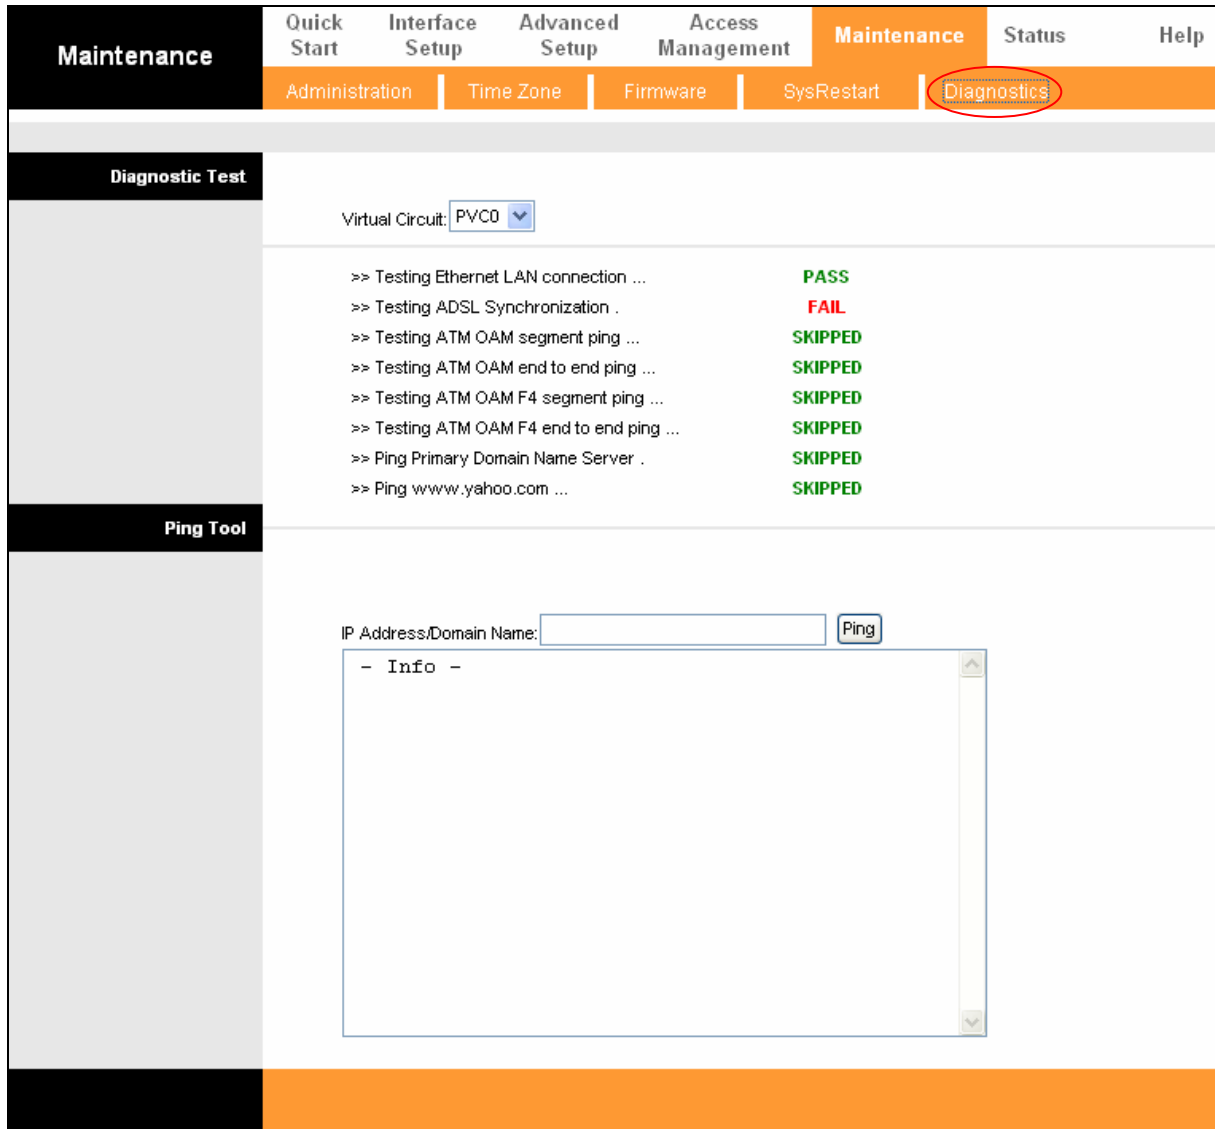 Maintenance
Quick Start
Interface Setup
Advanced Setup
Access Management
Maintenance
Status
Help
Administration
Time Zone
Firmware
SysRestart
Diagnostics
Diagnostic Test
Virtual Circuit: PVC0
>> Testing Ethernet LAN connection ... PASS
>> Testing ADSL Synchronization . FAIL
>> Testing ATM OAM segment ping ... SKIPPED
>> Testing ATM OAM end to end ping ... SKIPPED
>> Testing ATM OAM F4 segment ping ... SKIPPED
>> Testing ATM OAM F4 end to end ping ... SKIPPED
>> Ping Primary Domain Name Server . SKIPPED
>> Ping www.yahoo.com ... SKIPPED
Ping Tool
IP Address/Domain Name: Ping
- Info -